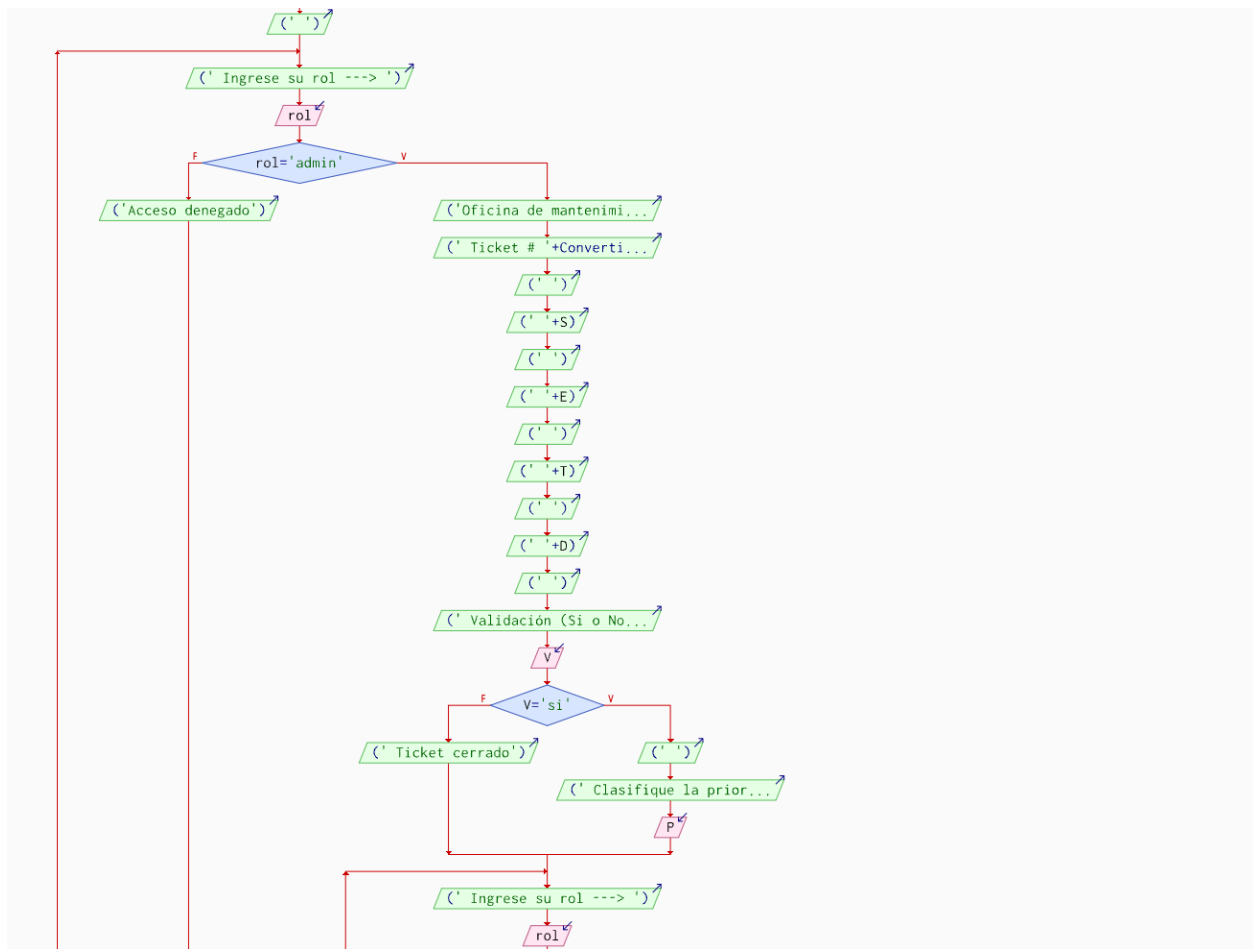 (' ')
(' Ingrese su rol ---> ')
rol
rol='admin'
F
V
('Acceso denegado')
('Oficina de mantenimi...
(' Ticket # '+Converti...
(' ')
(' '+S)
(' ')
(' '+E)
(' ')
(' '+T)
(' ')
(' '+D)
(' ')
(' Validación (Si o No...
V
V='si'
F
V
(' Ticket cerrado')
(' ')
(' Clasifique la prior...
P
(' Ingrese su rol ---> ')
rol